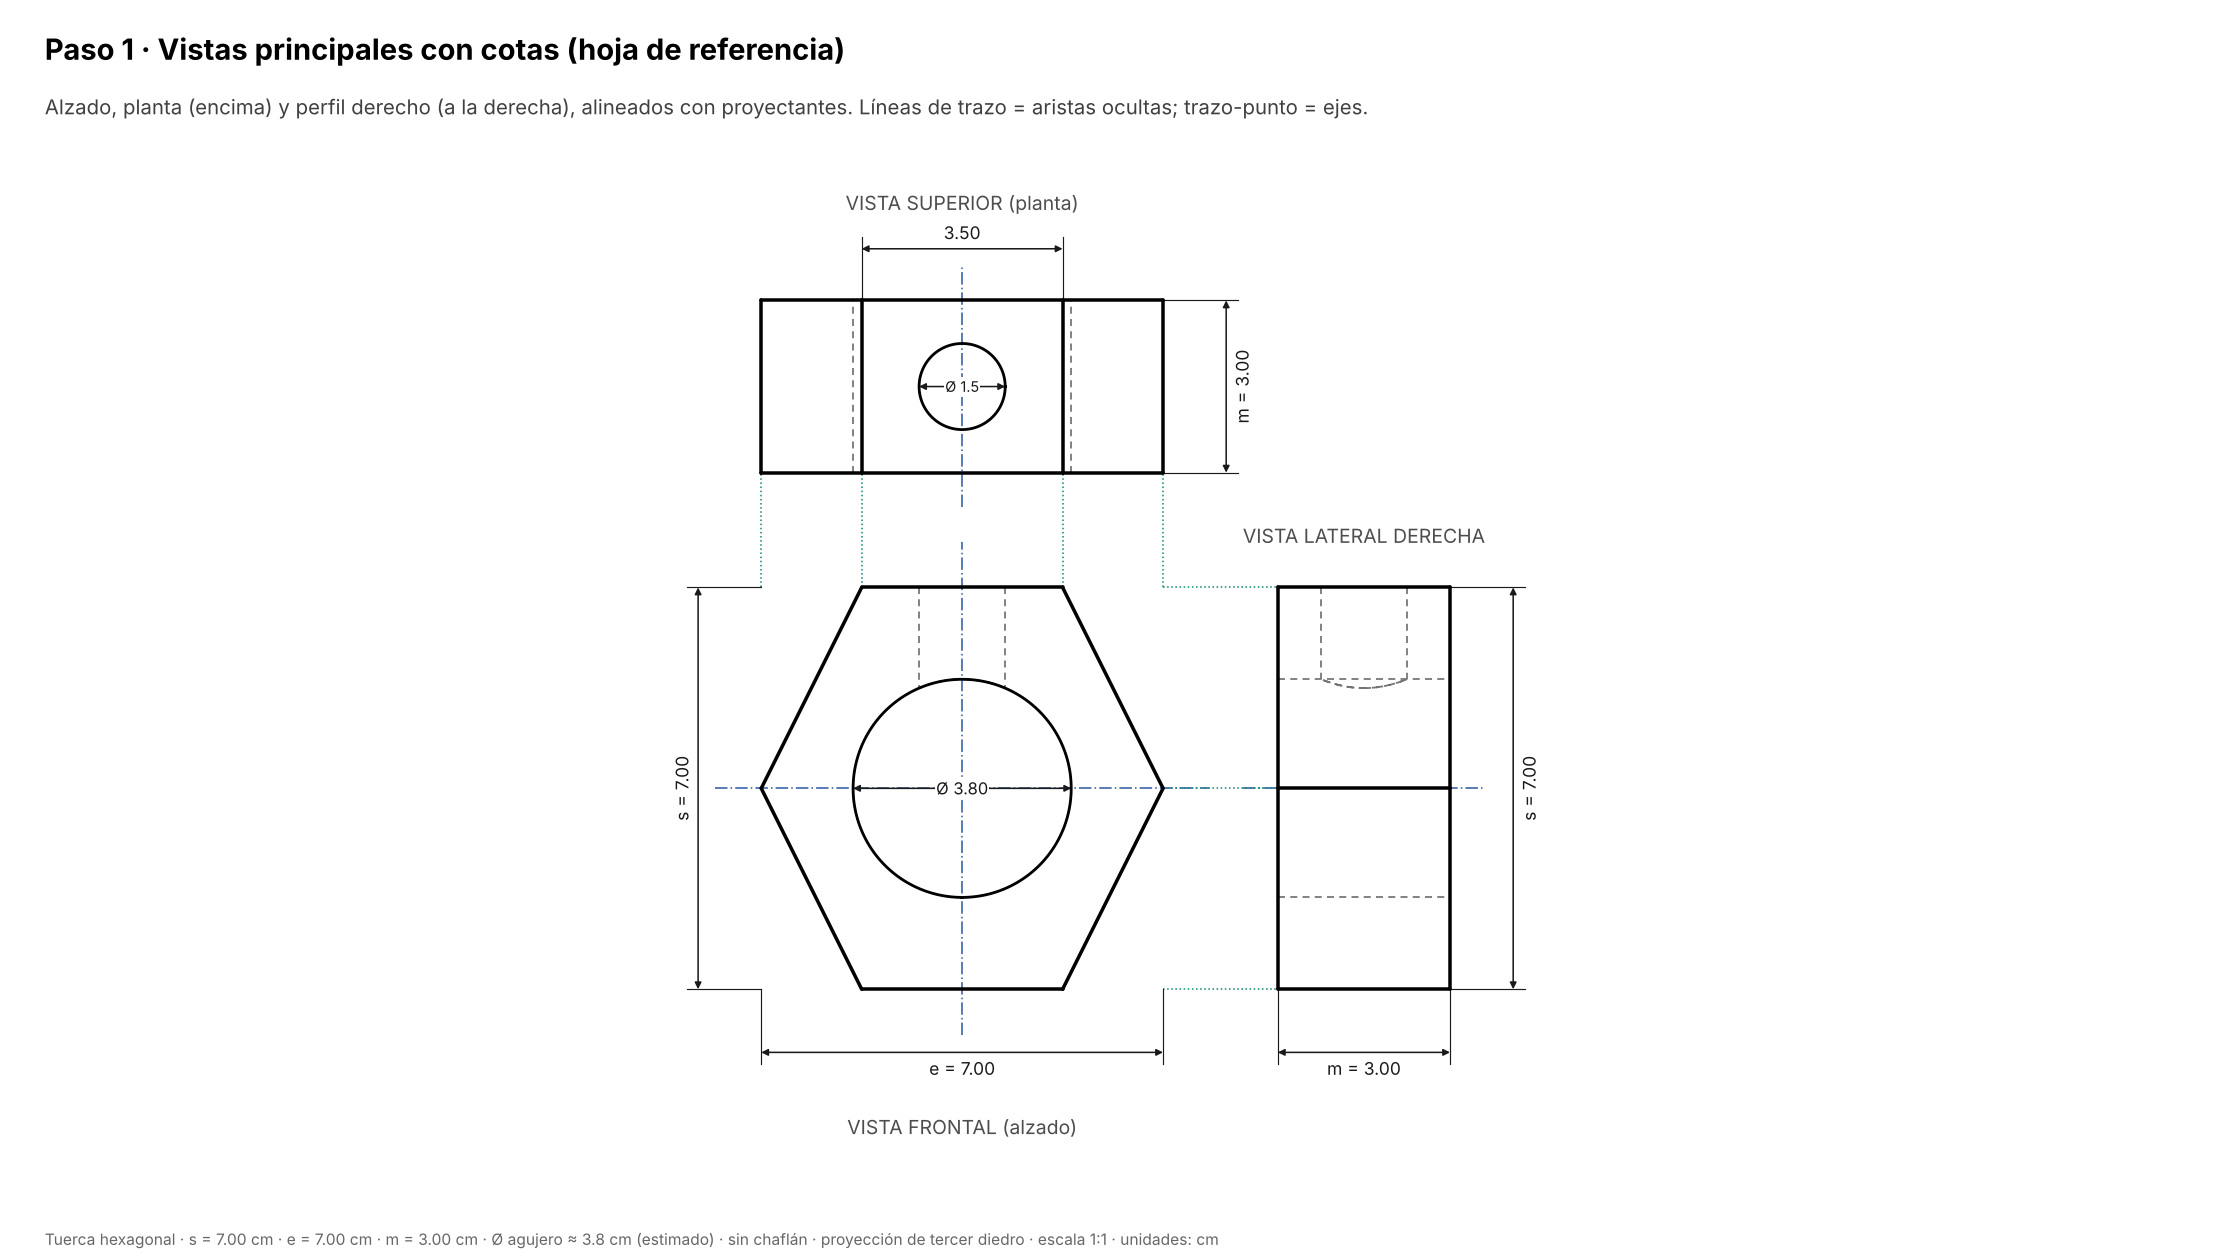 Paso 1 · Vistas principales con cotas (hoja de referencia)
Alzado, planta (encima) y perfil derecho (a la derecha), alineados con proyectantes. Líneas de trazo = aristas ocultas; trazo-punto = ejes.
VISTA SUPERIOR (planta)
3.50
Ø 1.5
m = 3.00
VISTA LATERAL DERECHA
s = 7.00
Ø 3.80
s = 7.00
e = 7.00
m = 3.00
VISTA FRONTAL (alzado)
Tuerca hexagonal · s = 7.00 cm · e = 7.00 cm · m = 3.00 cm · Ø agujero ≈ 3.8 cm (estimado) · sin chaflán · proyección de tercer diedro · escala 1:1 · unidades: cm